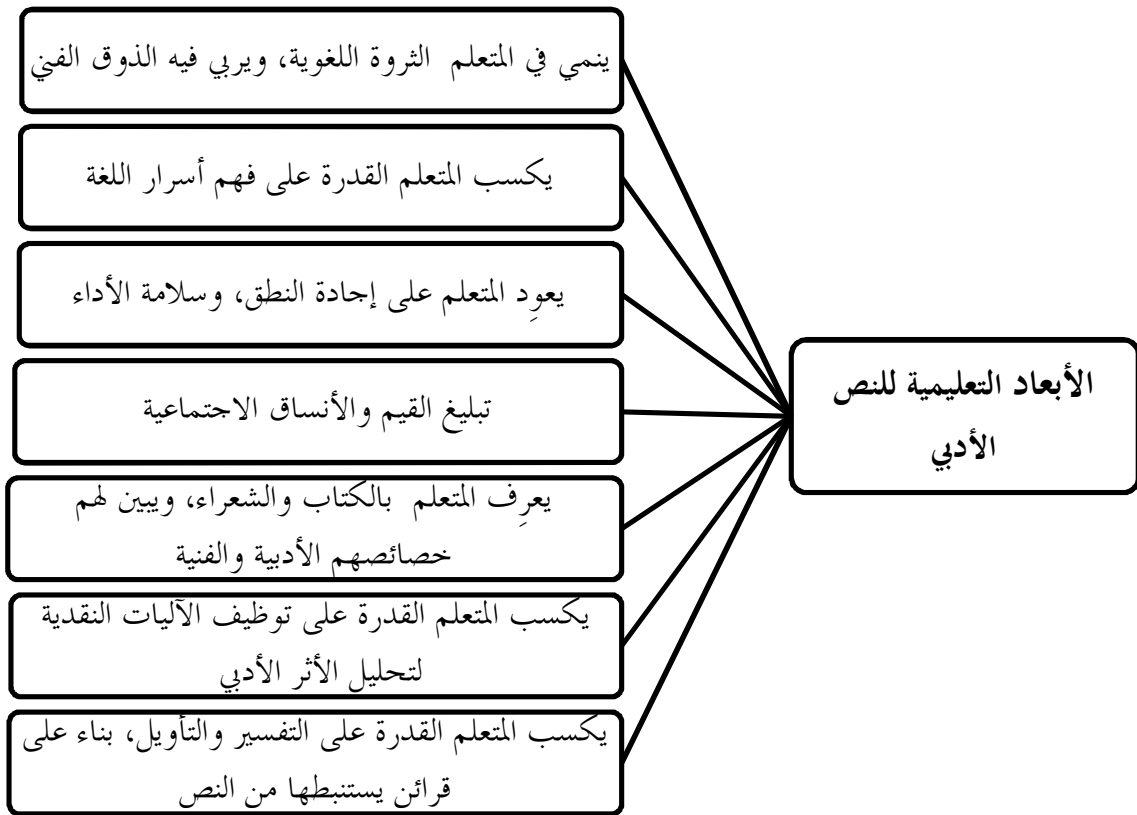 الأبعاد التعليمية للنص
الأدبي
ينمي في المتعلم الثروة اللغوية، ويربي فيه الذوق الفني
يكسب المتعلم القدرة على فهم أسرار اللغة
يعوِد المتعلم على إجادة النطق، وسلامة الأداء
تبليغ القيم والأنساق الاجتماعية
يعرِف المتعلم بالكتاب والشعراء، ويبين لهم
خصائصهم الأدبية والفنية
يكسب المتعلم القدرة على توظيف الآليات النقدية
لتحليل الأثر الأدبي
يكسب المتعلم القدرة على التفسير والتأويل، بناء على
قرائن يستنبطها من النص